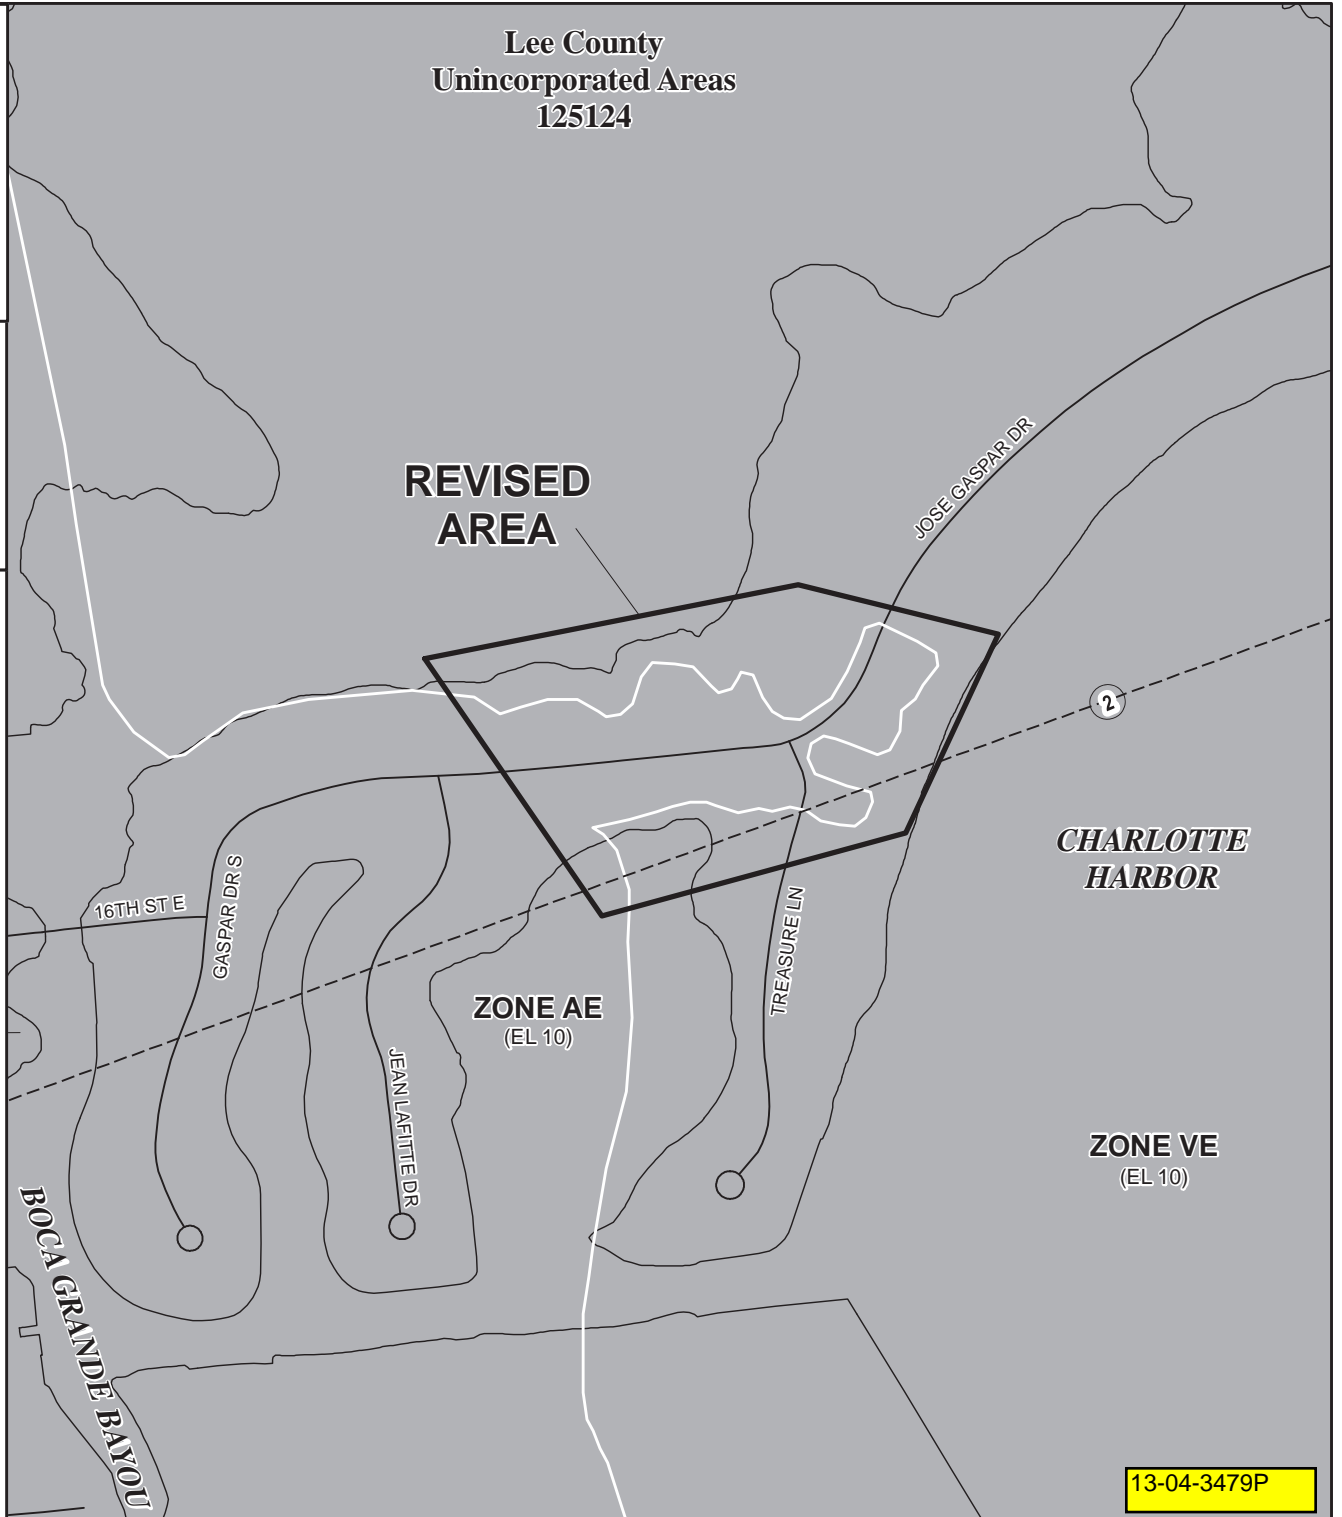 Lee County
Unincorporated Areas
125124
REVISED
AREA
JOSE GASPAR DR
2
CHARLOTTE
HARBOR
16TH ST E
GASPAR DR S
TREASURE LN
ZONE AE
(EL 10)
JEAN LAFITTE DR
ZONE VE
(EL 10)
BOCA GRANDE BAYOU
13-04-3479P